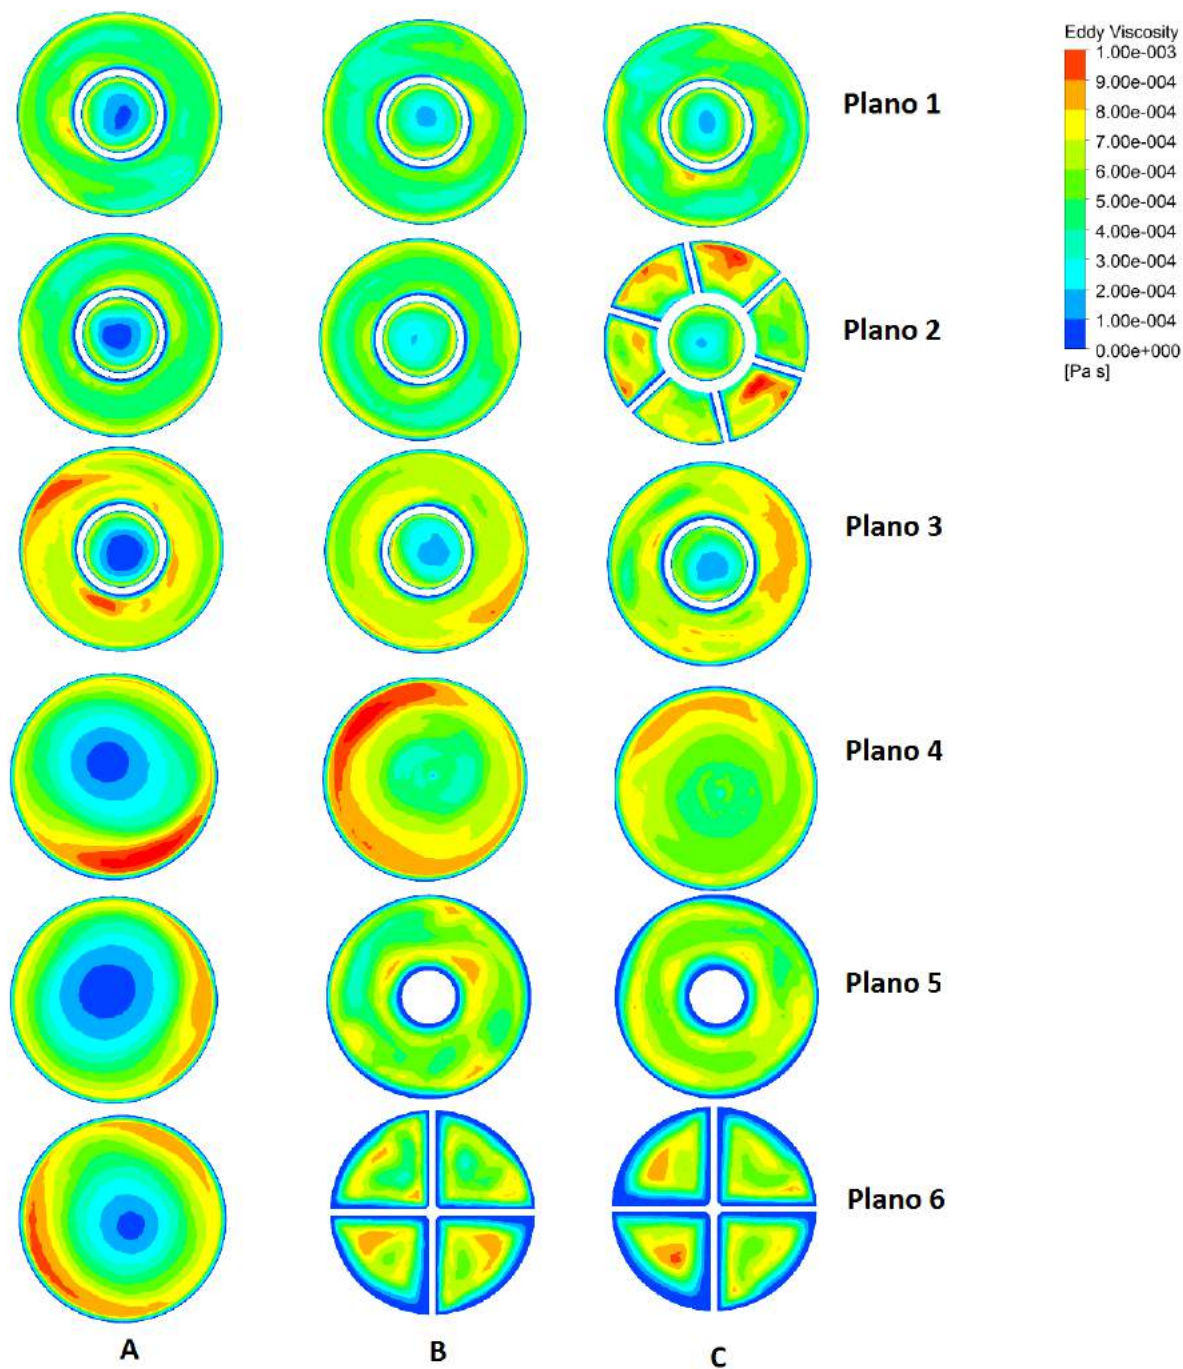 Eddy Viscosity
1.00e-003
9.00e-004
8.00e-004
7.00e-004
6.00e-004
5.00e-004
4.00e-004
3.00e-004
2.00e-004
1.00e-004
0.00e+000
[Pa s]
Plano 1
Plano 2
Plano 3
Plano 4
Plano 5
Plano 6
A B C